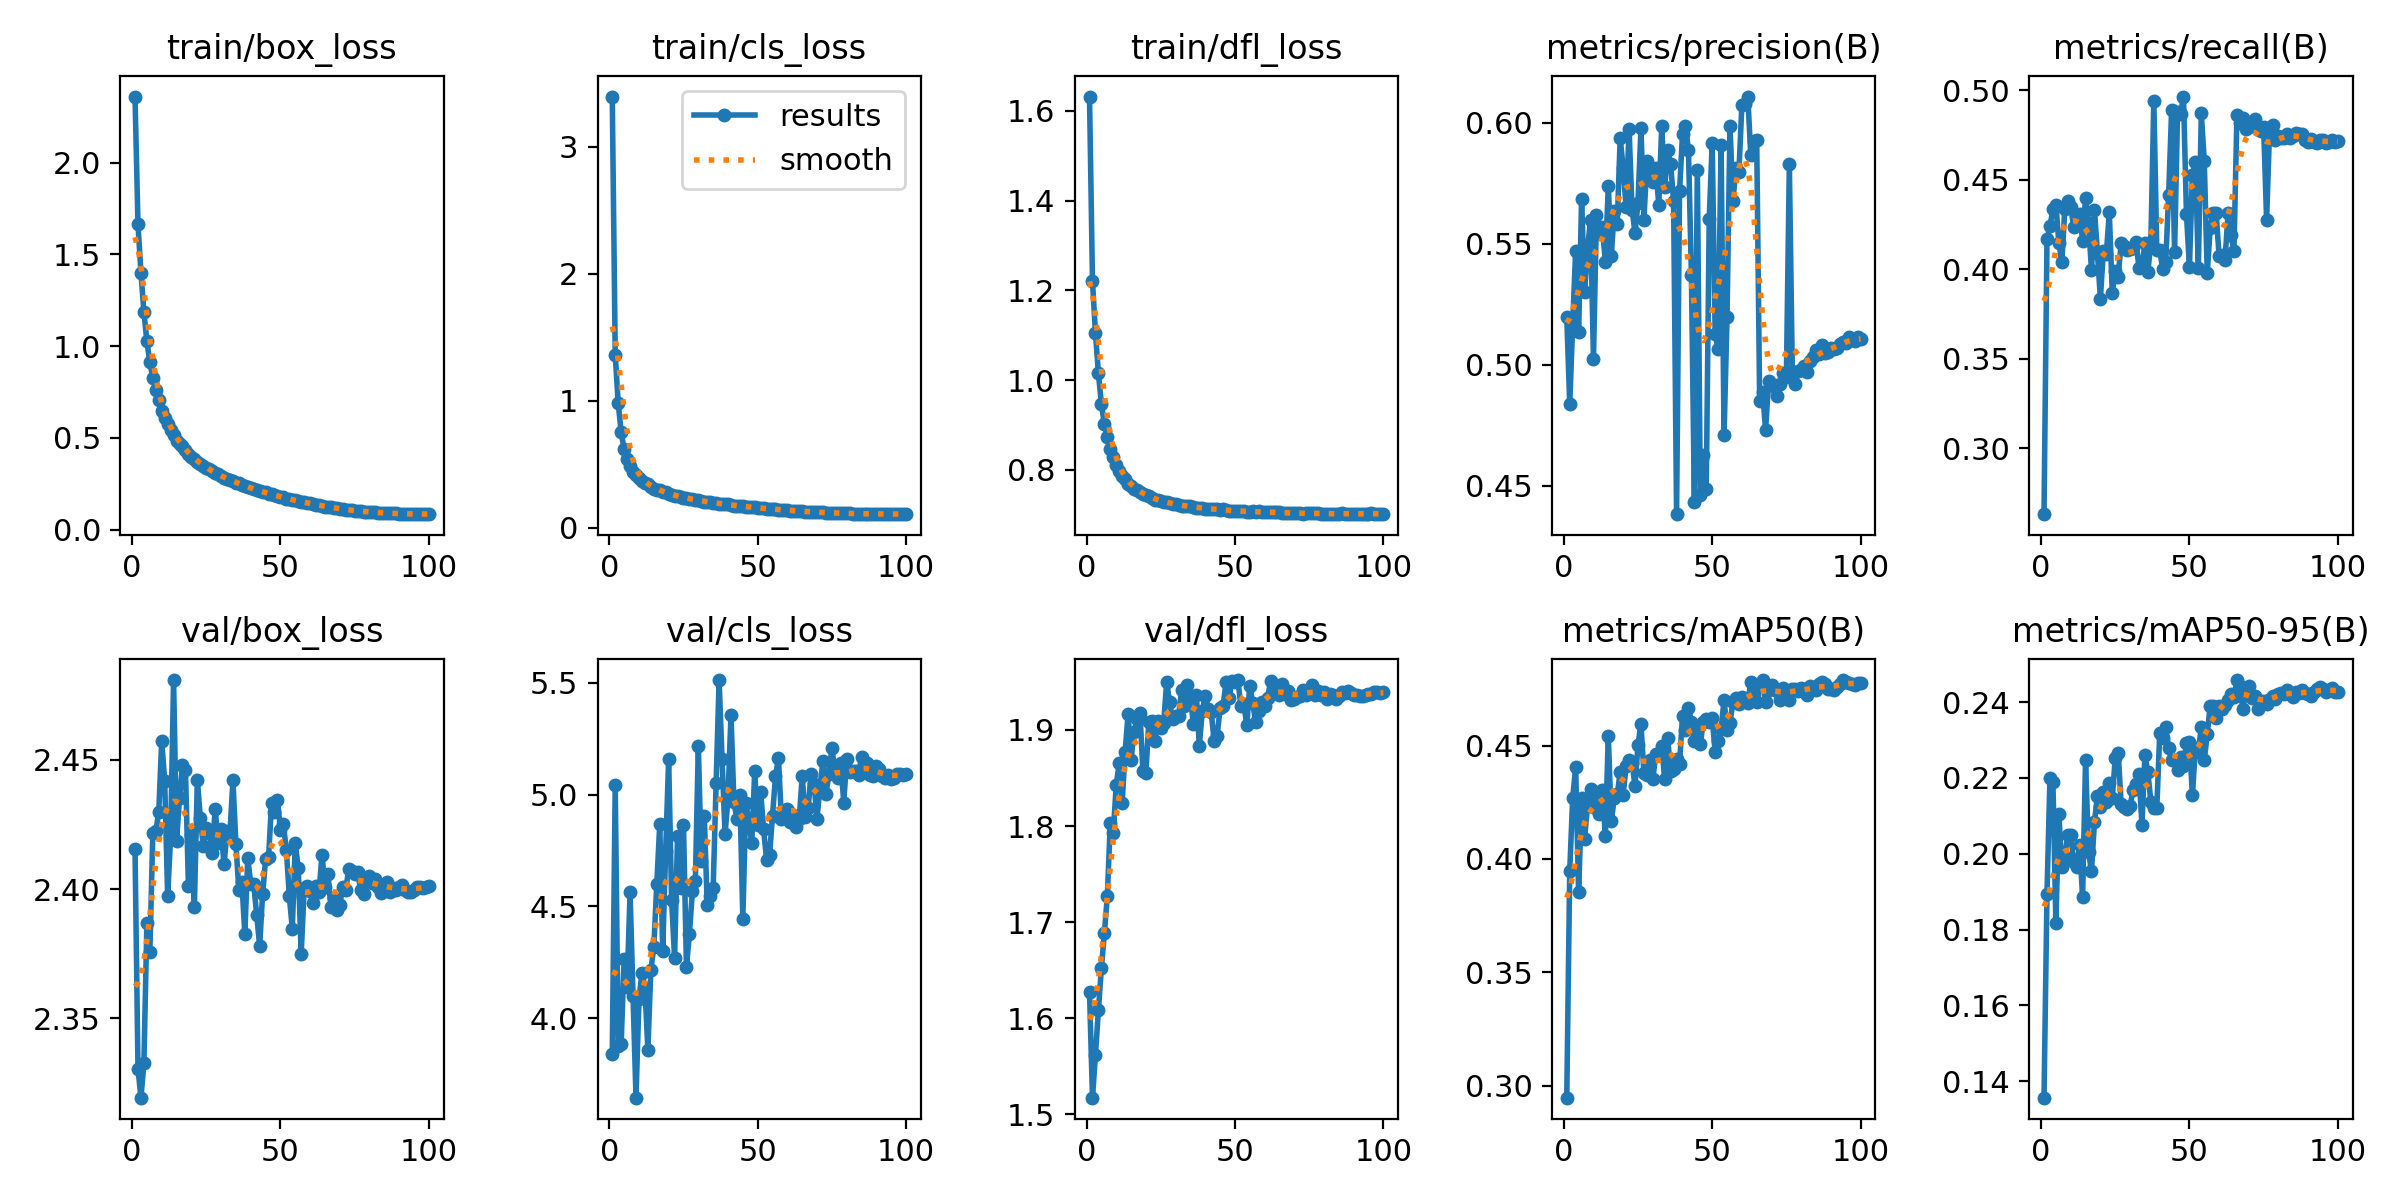 train/box_loss
2.0
1.5
1.0
0.5
0.0
0 50 100
train/cls_loss
results
smooth
3
2
1
0
0 50 100
train/dfl_loss
1.6
1.4
1.2
1.0
0.8
0 50 100
metrics/precision(B)
0.60
0.55
0.50
0.45
0 50 100
metrics/recall(B)
0.50
0.45
0.40
0.35
0.30
0 50 100
val/box_loss
2.45
2.40
2.35
0 50 100
val/cls_loss
5.5
5.0
4.5
4.0
0 50 100
val/dfl_loss
1.9
1.8
1.7
1.6
1.5
0 50 100
metrics/mAP50(B)
0.45
0.40
0.35
0.30
0 50 100
metrics/mAP50-95(B)
0.24
0.22
0.20
0.18
0.16
0.14
0 50 100